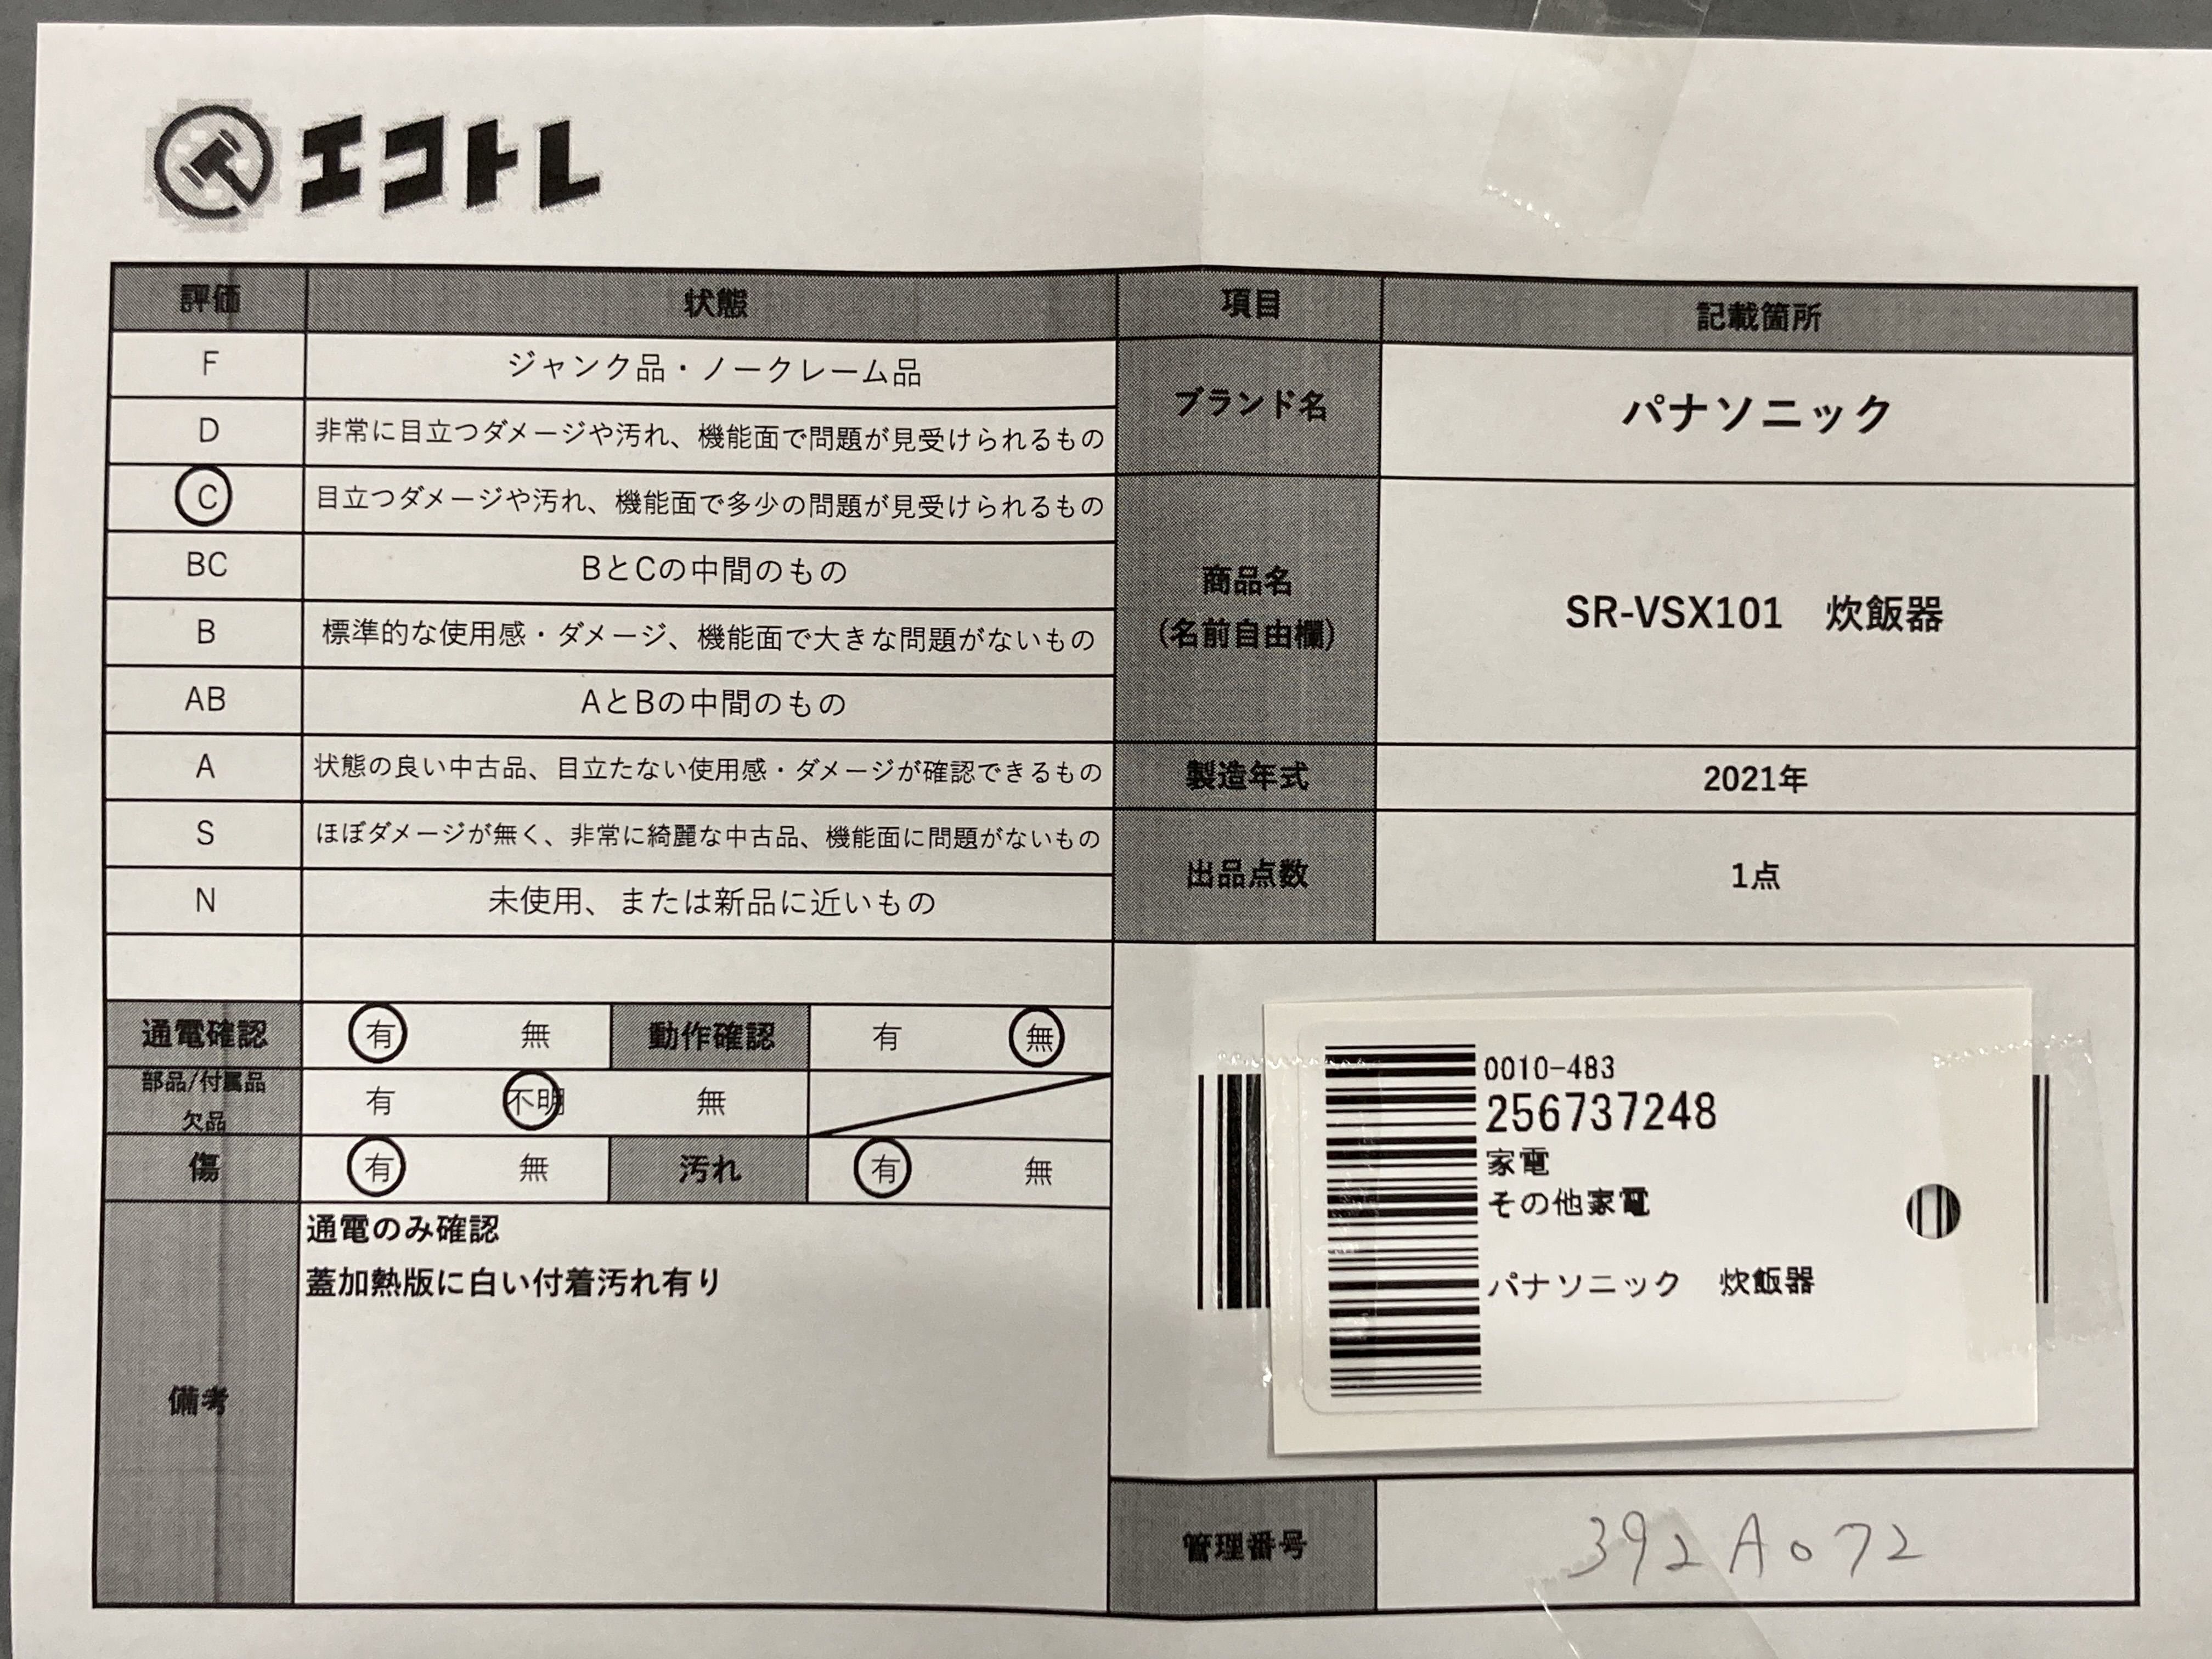 エコトレ
評価 状態 項目 記載箇所
F ジャンク品・ノークレーム品
D 非常に目立つダメージや汚れ、機能面で問題が見受けられるもの
C 目立つダメージや汚れ、機能面で多少の問題が見受けられるもの
BC BとCの中間のもの
B 標準的な使用感・ダメージ、機能面で大きな問題がないもの
AB AとBの中間のもの
A 状態の良い中古品、目立たない使用感・ダメージが確認できるもの
S ほぼダメージが無く、非常に綺麗な中古品、機能面に問題がないもの
N 未使用、または新品に近いもの
ブランド名 パナソニック
商品名
(名前自由欄) SR-VSX101 炊飯器
製造年式 2021年
出品点数 1点
通電確認 有 無 動作確認 有 無
部品/付属品
欠品 有 不明 無
傷 有 無 汚れ 有 無
備考
通電のみ確認
蓋加熱版に白い付着汚れ有り
0010-483
256737248
家電
その他家電
パナソニック 炊飯器
管理番号 392A072